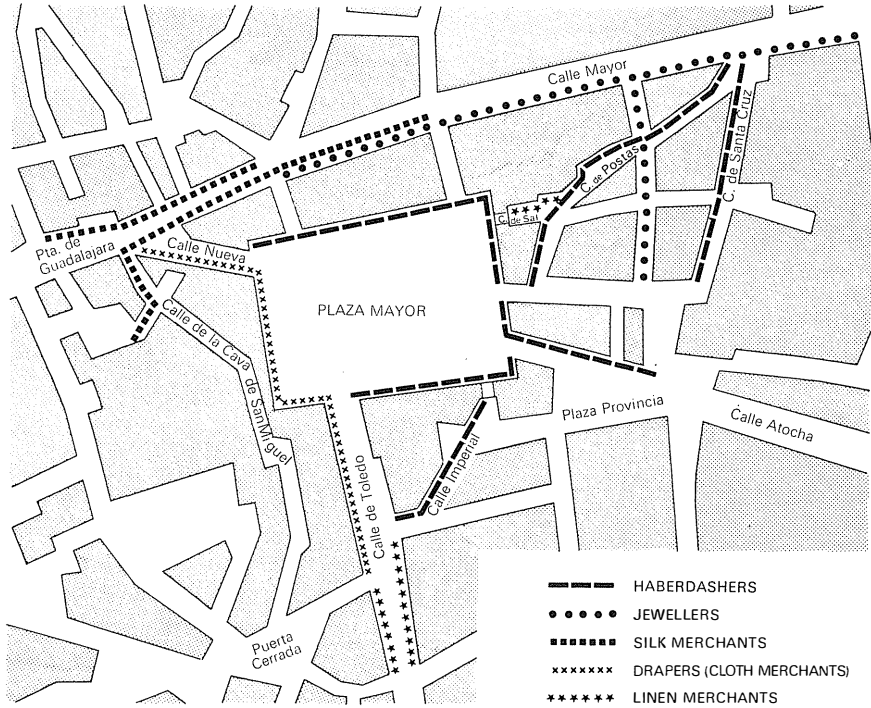 Calle Mayor
C. de Santa Cruz
C. de Postas
C. de Sal
Pta. de
Guadalajara
Calle Nueva
PLAZA MAYOR
Calle de la Cava de San Miguel
Plaza Provincia
Calle Atocha
Calle Imperial
Calle de Toledo
Puerta
Cerrada
HABERDASHERS
JEWELLERS
SILK MERCHANTS
DRAPERS (CLOTH MERCHANTS)
LINEN MERCHANTS